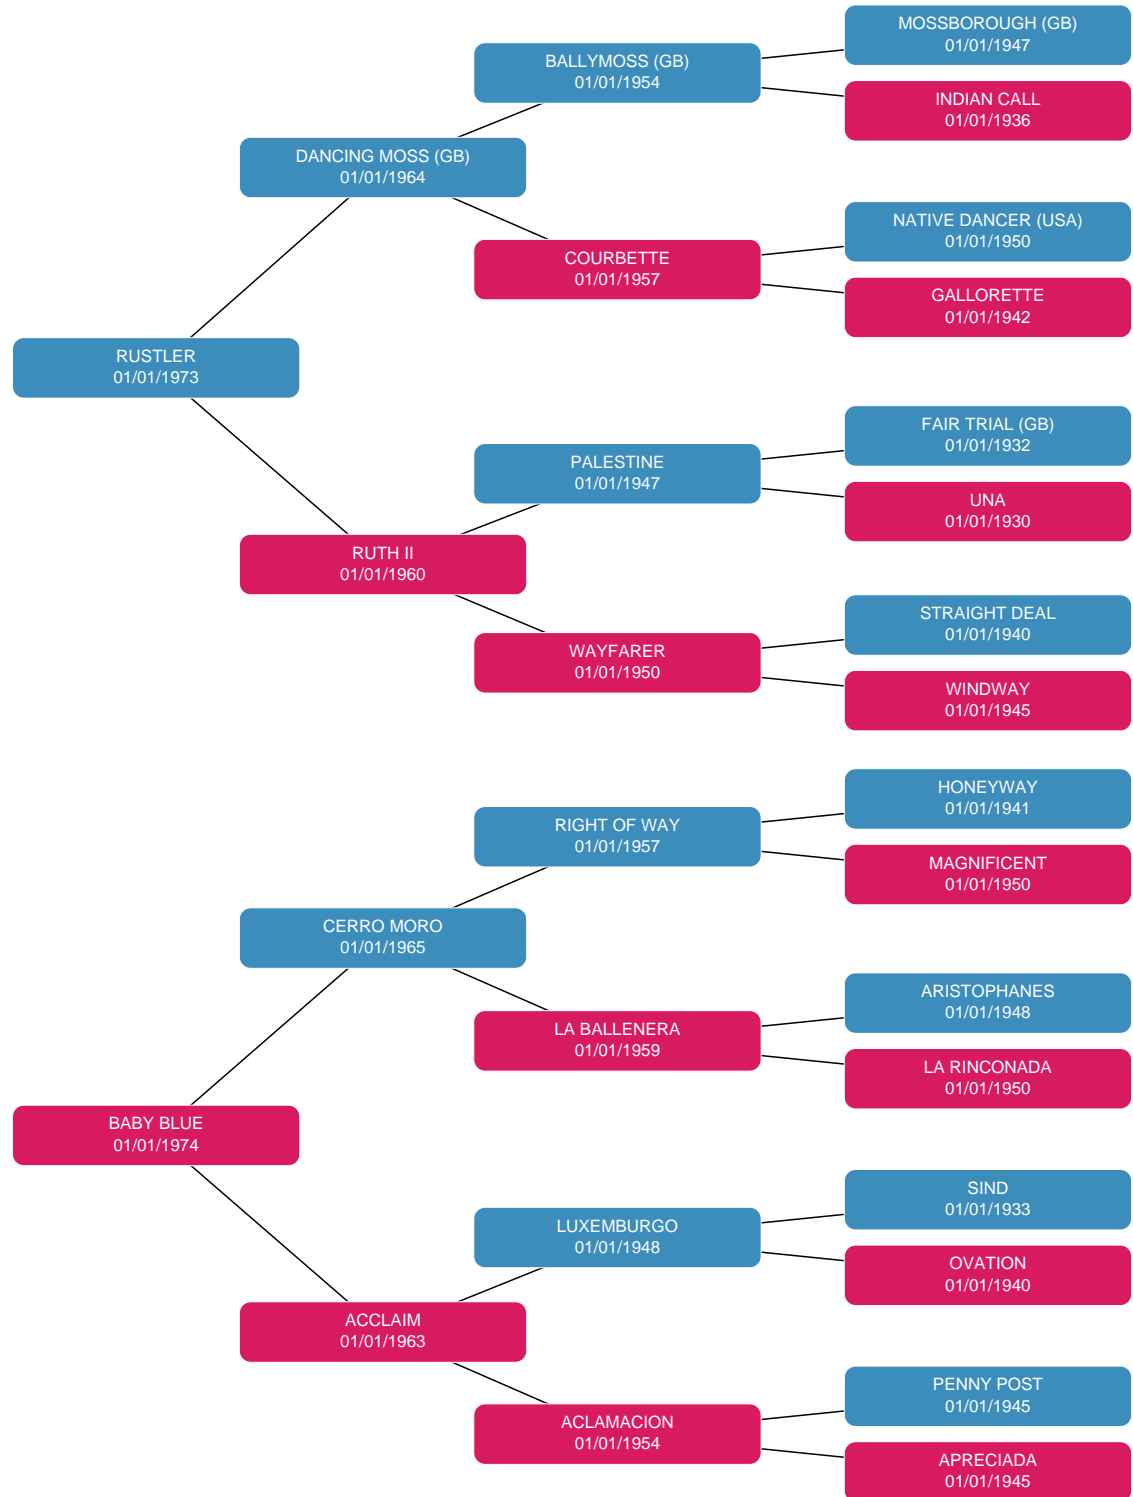 MOSSBOROUGH (GB)
01/01/1947
BALLYMOSS (GB)
01/01/1954
INDIAN CALL
01/01/1936
DANCING MOSS (GB)
01/01/1964
NATIVE DANCER (USA)
01/01/1950
COURBETTE
01/01/1957
GALLORETTE
01/01/1942
RUSTLER
01/01/1973
FAIR TRIAL (GB)
01/01/1932
PALESTINE
01/01/1947
UNA
01/01/1930
RUTH II
01/01/1960
STRAIGHT DEAL
01/01/1940
WAYFARER
01/01/1950
WINDWAY
01/01/1945
HONEYWAY
01/01/1941
RIGHT OF WAY
01/01/1957
MAGNIFICENT
01/01/1950
CERRO MORO
01/01/1965
ARISTOPHANES
01/01/1948
LA BALLENERA
01/01/1959
LA RINCONADA
01/01/1950
BABY BLUE
01/01/1974
SIND
01/01/1933
LUXEMBURGO
01/01/1948
OVATION
01/01/1940
ACCLAIM
01/01/1963
PENNY POST
01/01/1945
ACLAMACION
01/01/1954
APRECIADA
01/01/1945